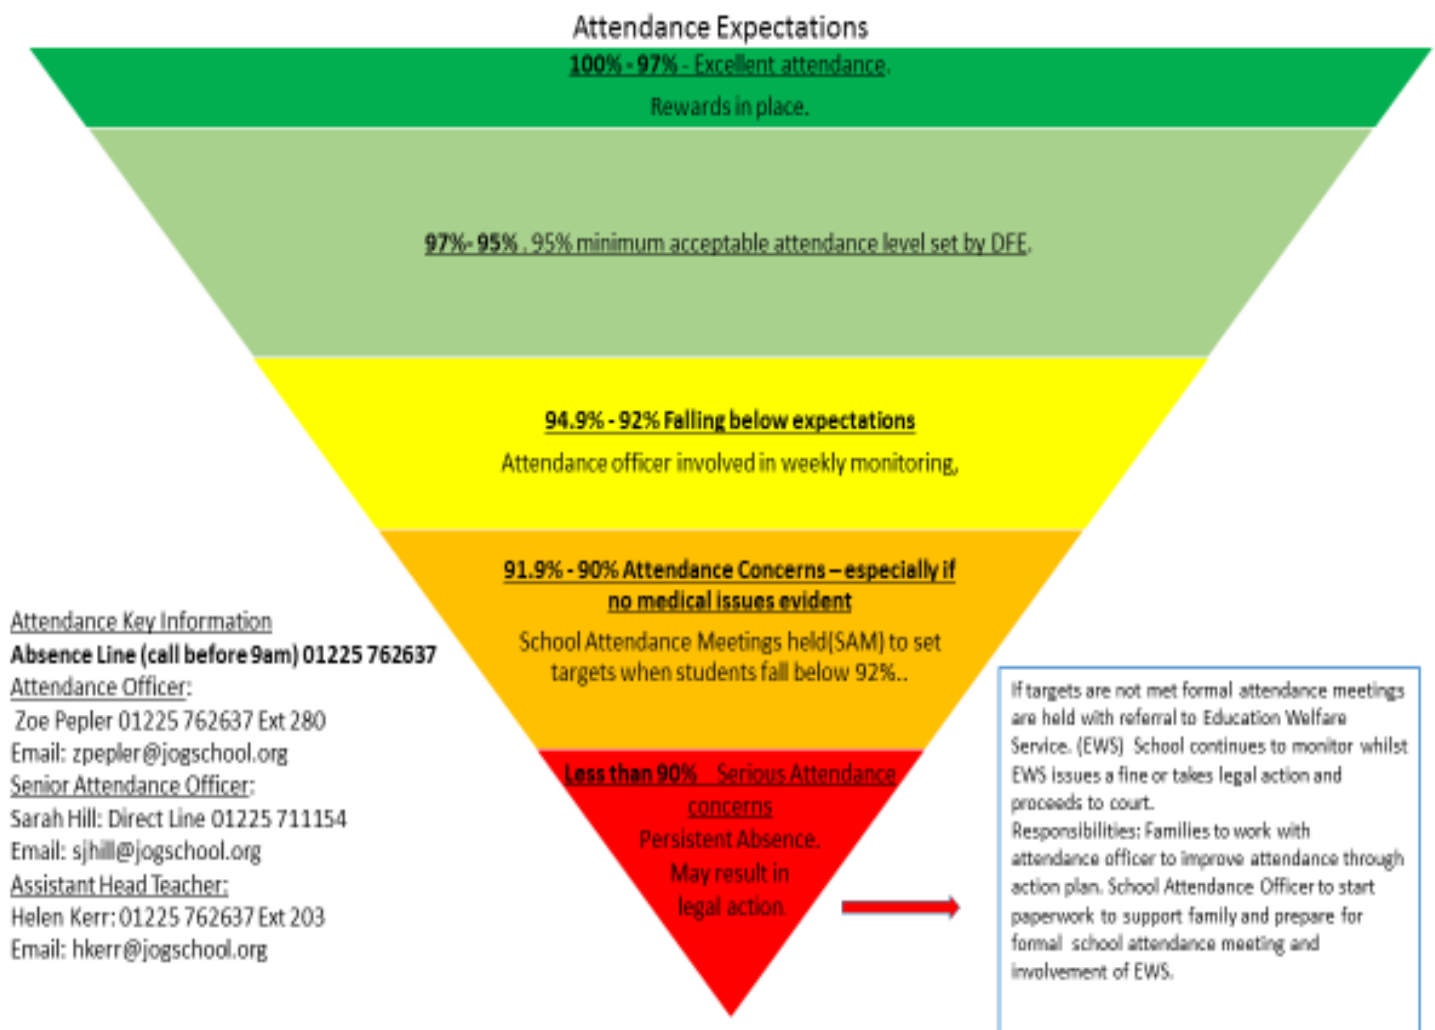 Attendance Expectations
100% - 97% - Excellent attendance.
Rewards in place.
97%- 95% . 95% minimum acceptable attendance level set by DFE.
94.9% - 92% Falling below expectations
Attendance officer involved in weekly monitoring,
91.9% - 90% Attendance Concerns – especially if
no medical issues evident
School Attendance Meetings held(SAM) to set
targets when students fall below 92%..
Less than 90% Serious Attendance
concerns
Persistent Absence.
May result in
legal action.
Attendance Key Information
Absence Line (call before 9am) 01225 762637
Attendance Officer:
Zoe Pepler 01225 762637 Ext 280
Email: zpepler@jogschool.org
Senior Attendance Officer:
Sarah Hill: Direct Line 01225 711154
Email: sjhill@jogschool.org
Assistant Head Teacher:
Helen Kerr: 01225 762637 Ext 203
Email: hkerr@jogschool.org
If targets are not met formal attendance meetings
are held with referral to Education Welfare
Service. (EWS) School continues to monitor whilst
EWS issues a fine or takes legal action and
proceeds to court.
Responsibilities: Families to work with
attendance officer to improve attendance through
action plan. School Attendance Officer to start
paperwork to support family and prepare for
formal school attendance meeting and
involvement of EWS.